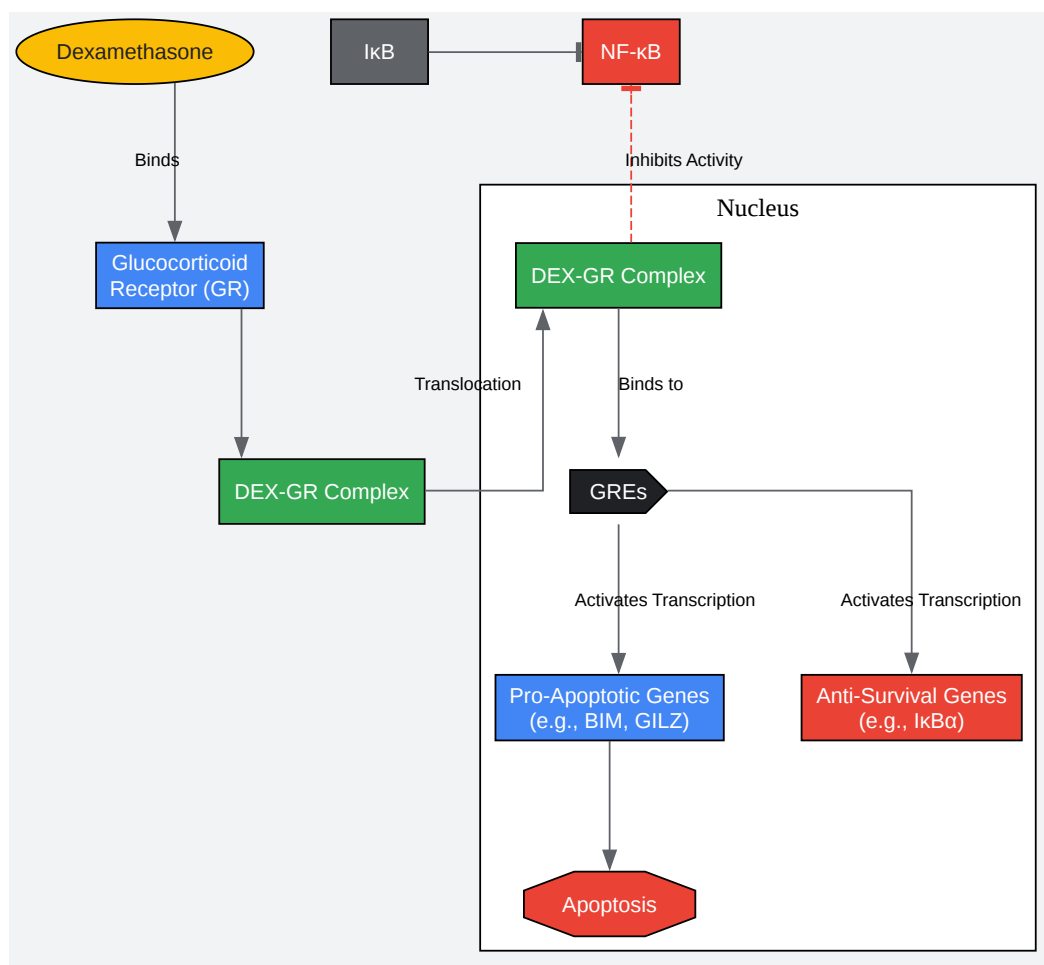 Dexamethasone
IκB
NF-κB
Binds
Inhibits Activity
Nucleus
Glucocorticoid
Receptor (GR)
DEX-GR Complex
Translocation
Binds to
DEX-GR Complex
GREs
Activates Transcription
Activates Transcription
Pro-Apoptotic Genes
(e.g., BIM, GILZ)
Anti-Survival Genes
(e.g., IκBα)
Apoptosis